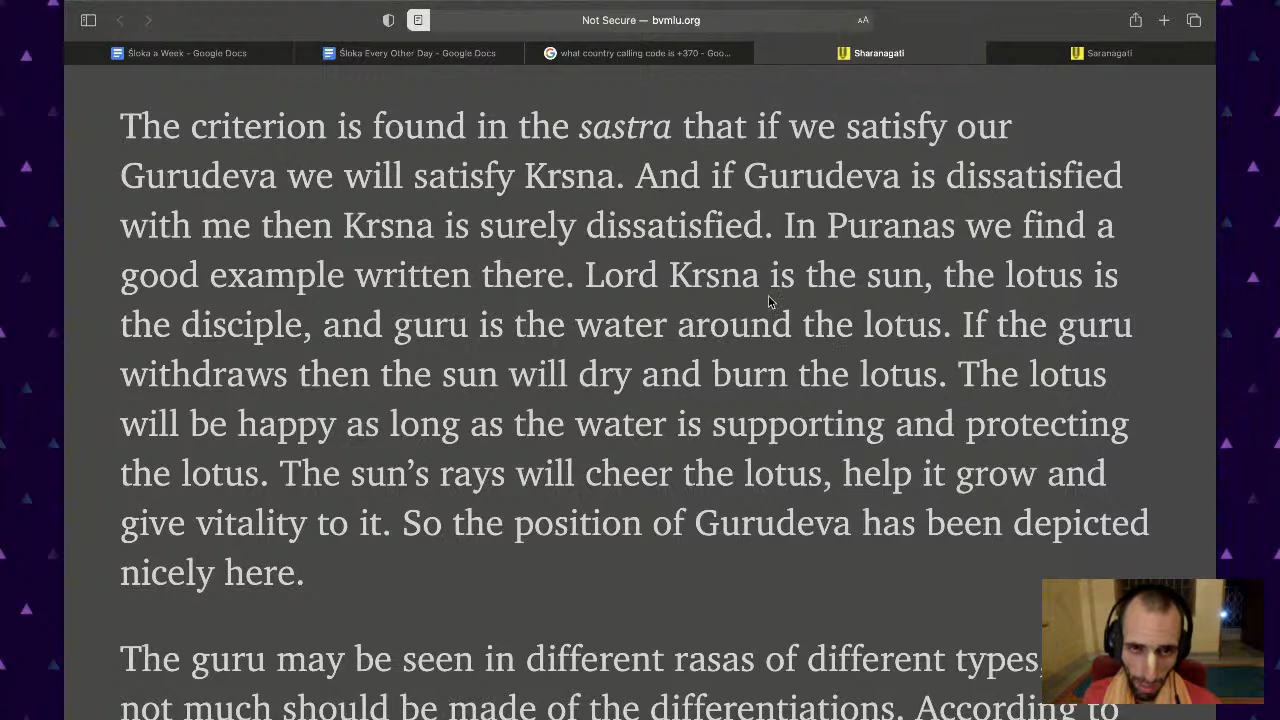 Not Secure — bvmlu.org
AA
Śloka a Week - Google Docs
Śloka Every Other Day - Google Docs
what country calling code is +370 - Goo...
Sharanagati
Saranagati
The criterion is found in the sastra that if we satisfy our
Gurudeva we will satisfy Krsna. And if Gurudeva is dissatisfied
with me then Krsna is surely dissatisfied. In Puranas we find a
good example written there. Lord Krsna is the sun, the lotus is
the disciple, and guru is the water around the lotus. If the guru
withdraws then the sun will dry and burn the lotus. The lotus
will be happy as long as the water is supporting and protecting
the lotus. The sun’s rays will cheer the lotus, help it grow and
give vitality to it. So the position of Gurudeva has been depicted
nicely here.
The guru may be seen in different rasas of different types,
not much should be made of the differentiations. According to